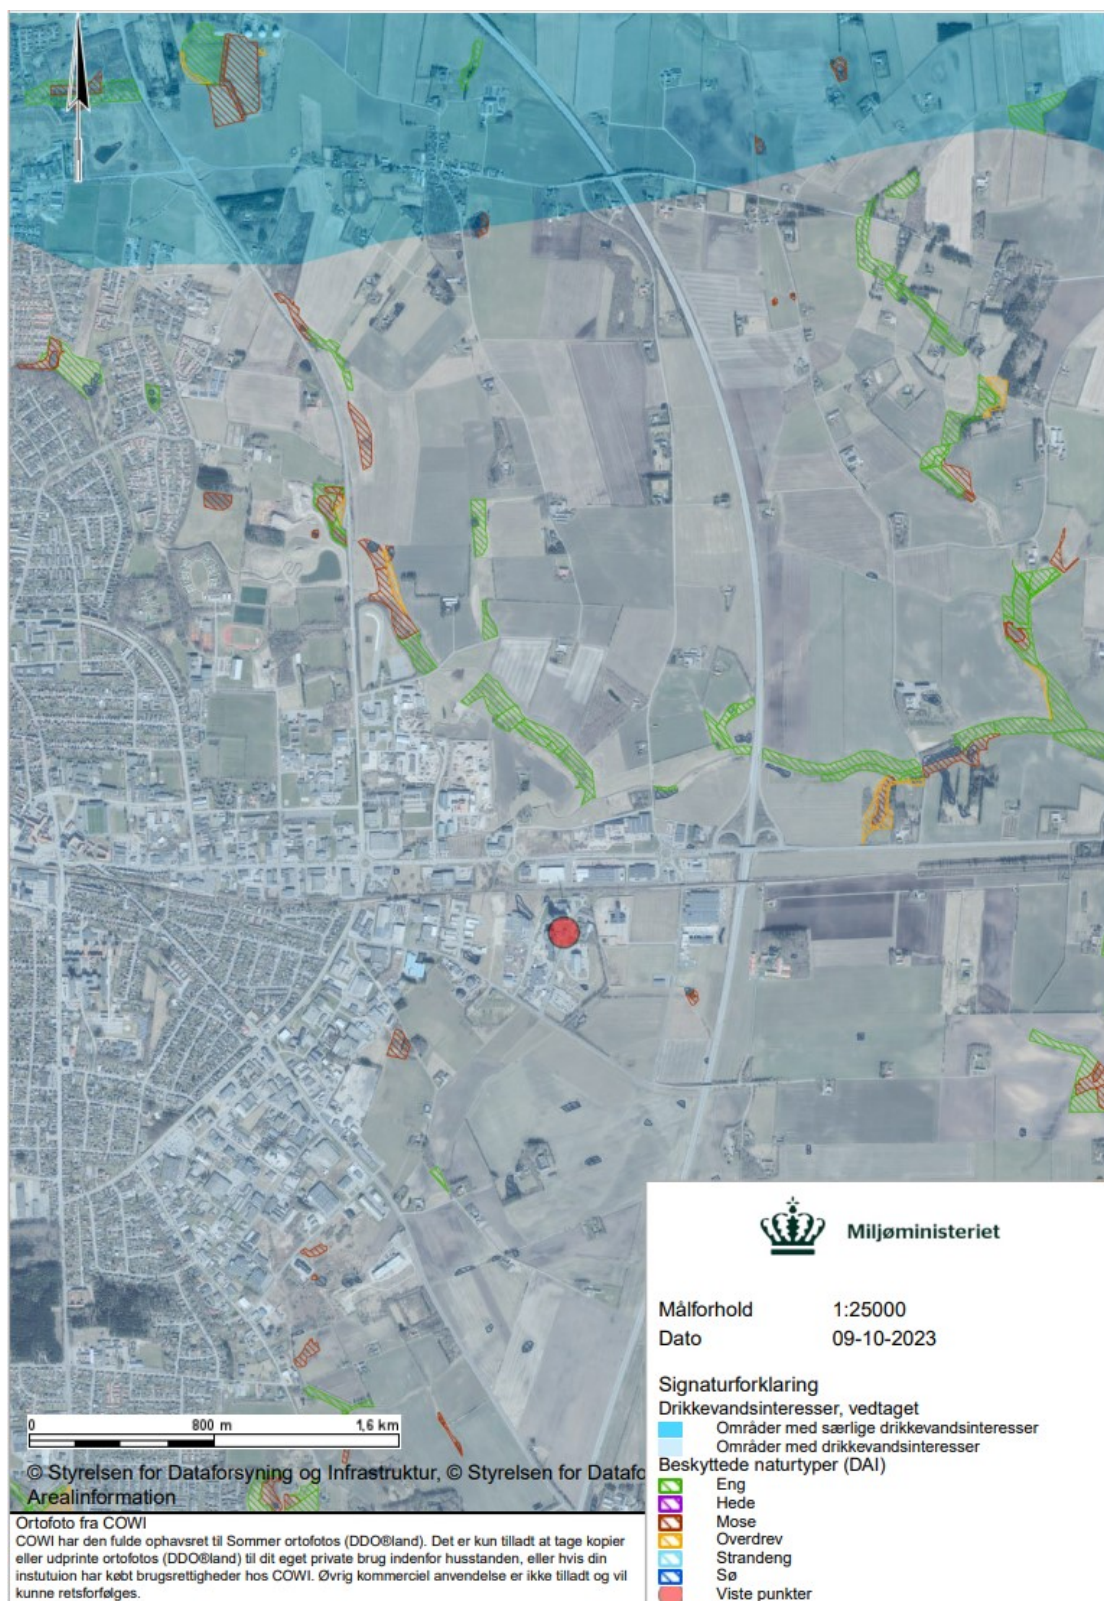 Miljøministeriet
Målforhold 1:25000
Dato 09-10-2023
Signaturforklaring
Drikkevandsinteresser, vedtaget
Områder med særlige drikkevandsinteresser
Områder med drikkevandsinteresser
Beskyttede naturtyper (DAI)
Eng
Hede
Mose
Overdrev
Strandeng
Sø
Viste punkter
0 800 m 1,6 km
© Styrelsen for Dataforsyning og Infrastruktur, © Styrelsen for Datafo
Arealinformation
Ortofoto fra COWI
COWI har den fulde ophavsret til Sommer ortofotos (DDO®land). Det er kun tilladt at tage kopier
eller udprinte ortofotos (DDO®land) til dit eget private brug indenfor husstanden, eller hvis din
instutuion har købt brugsrettigheder hos COWI. Øvrig kommerciel anvendelse er ikke tilladt og vil
kunne retsforfølges.